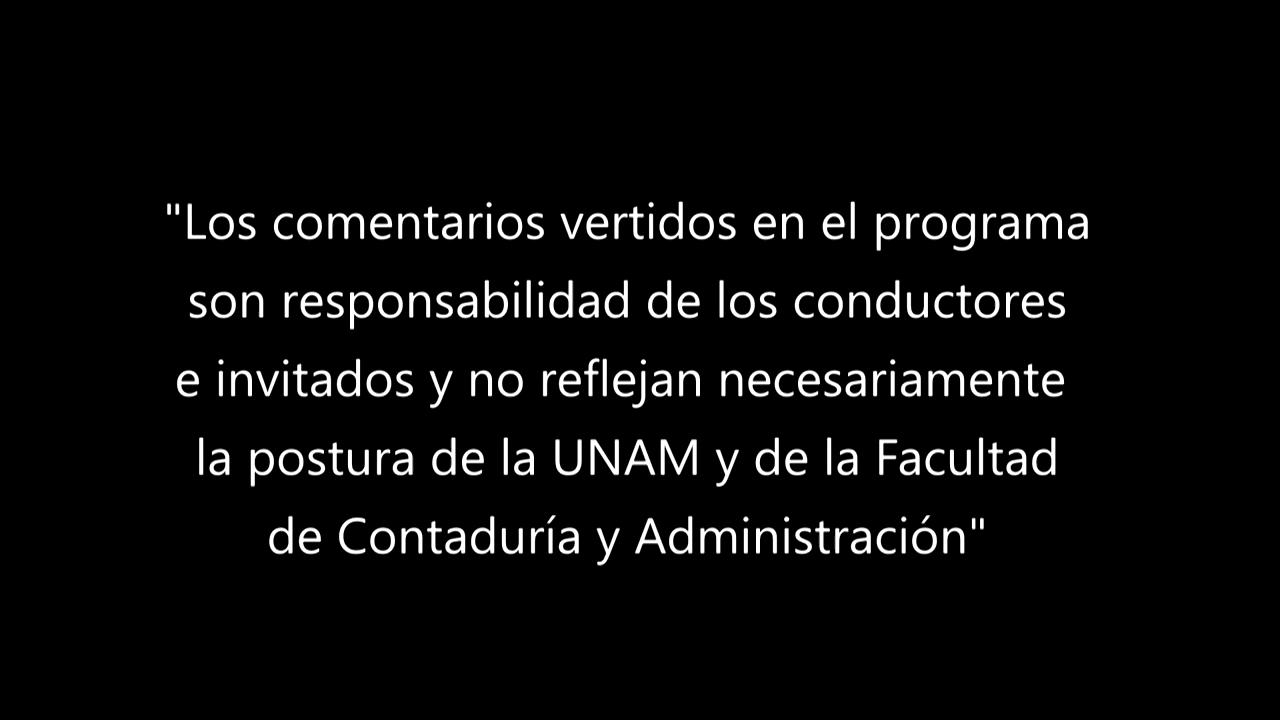 "Los comentarios vertidos en el programa
son responsabilidad de los conductores
e invitados y no reflejan necesariamente
la postura de la UNAM y de la Facultad
de Contaduría y Administración"